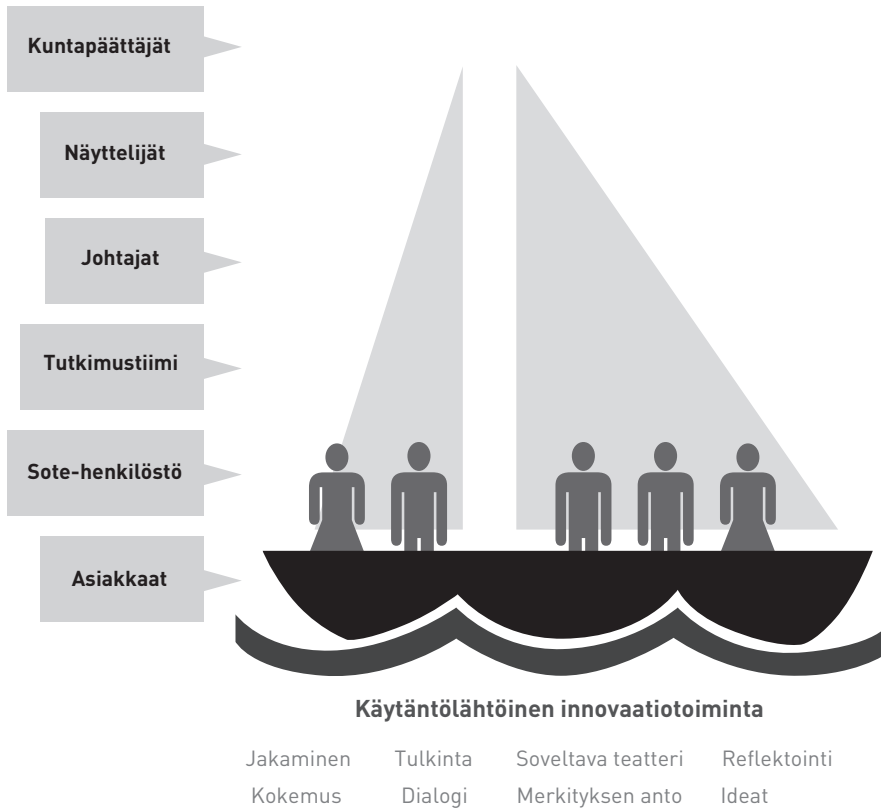 Kuntapäättäjät
Näyttelijät
Johtajat
Tutkimustiimi
Sote-henkilöstö
Asiakkaat
Käytäntölähtöinen innovaatiotoiminta
Jakaminen Tulkinta Soveltava teatteri Reflektointi
Kokemus Dialogi Merkityksen anto Ideat